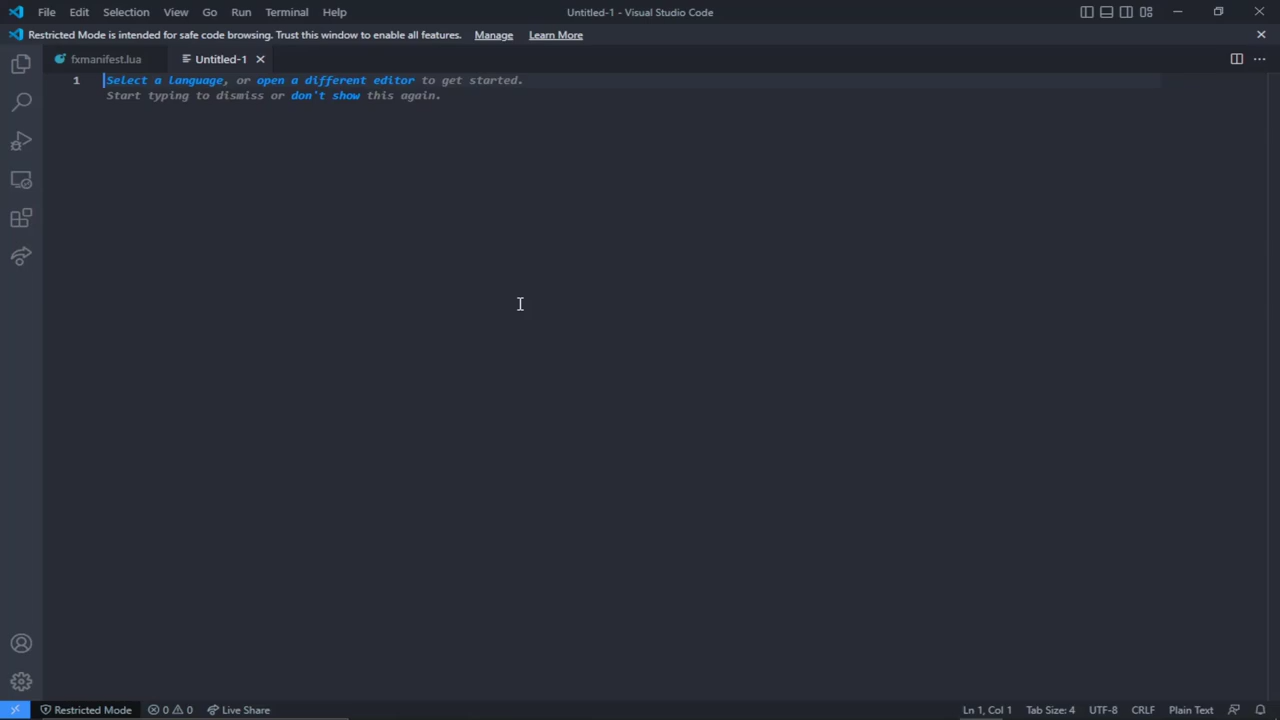 File Edit Selection View Go Run Terminal Help Untitled-1 - Visual Studio Code
Restricted Mode is intended for safe code browsing. Trust this window to enable all features. Manage Learn More
fxmanifest.lua Untitled-1
1 Select a language, or open a different editor to get started.
Start typing to dismiss or don't show this again.
Restricted Mode 0 0 Live Share Ln 1, Col 1 Tab Size: 4 UTF-8 CRLF Plain Text